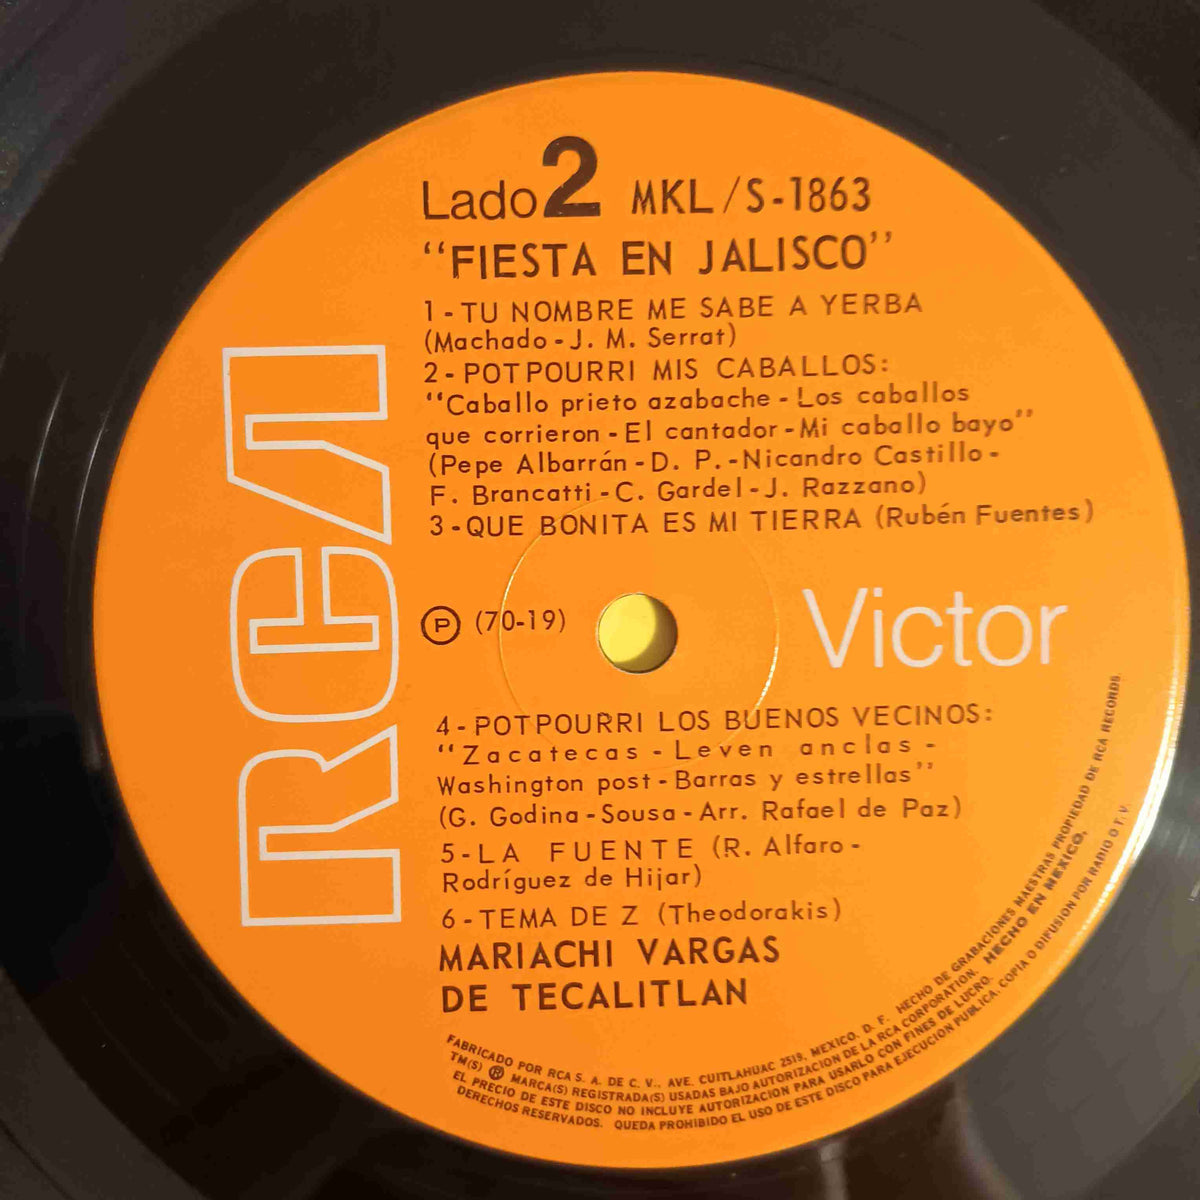 Lado 2 MKL/S-1863
"FIESTA EN JALISCO"
1-TU NOMBRE ME SABE A YERBA
(Machado-J. M. Serrat)
2-POTPOURRI MIS CABALLOS:
"Caballo prieto azabache-Los caballos
que corrieron-El cantador-Mi caballo bayo"
(Pepe Albarrán-D. P.-Nicandro Castillo-
F. Brancatti-C. Gardel-J. Razzano)
3-QUE BONITA ES MI TIERRA (Rubén Fuentes)
RCA
℗ (70-19)
Victor
4-POTPOURRI LOS BUENOS VECINOS:
"Zacatecas-Leven anclas-
Washington post-Barras y estrellas"
(G. Godina-Sousa-Arr. Rafael de Paz)
5-LA FUENTE (R. Alfaro-
Rodríguez de Hijar)
6-TEMA DE Z (Theodorakis)
MARIACHI VARGAS
DE TECALITLAN
FABRICADO POR RCA S. A. DE C. V., AVE. CUITLAHUAC 2519, MEXICO, D. F. HECHO DE GRABACIONES MAESTRAS PROPIEDAD DE RCA RECORDS.
TM(S) ® MARCA(S) REGISTRADA(S) USADAS BAJO AUTORIZACION DE LA RCA CORPORATION. HECHO EN MEXICO.
EL PRECIO DE ESTE DISCO NO INCLUYE AUTORIZACION PARA USARLO CON FINES DE LUCRO.
DERECHOS RESERVADOS. QUEDA PROHIBIDO EL USO DE ESTE DISCO PARA EJECUCION PUBLICA, COPIA O DIFUSION POR RADIO O T. V.